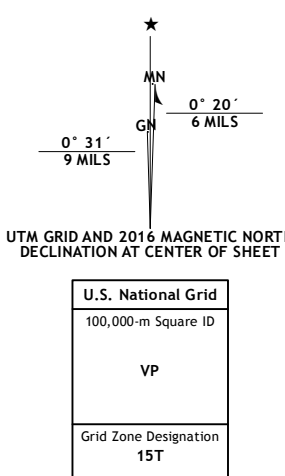 ★
MN
GN
0° 20´
6 MILS
0° 31´
9 MILS
UTM GRID AND 2016 MAGNETIC NORT
DECLINATION AT CENTER OF SHEET
U.S. National Grid
100,000-m Square ID
VP
Grid Zone Designation
15T